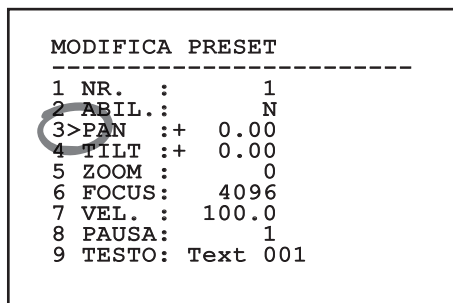 MODIFICA PRESET
-------------------------
1 NR.  :      1
2 ABIL.:      N
3>PAN  :+  0.00
4 TILT :+  0.00
5 ZOOM :      0
6 FOCUS:   4096
7 VEL. :  100.0
8 PAUSA:      1
9 TESTO: Text 001